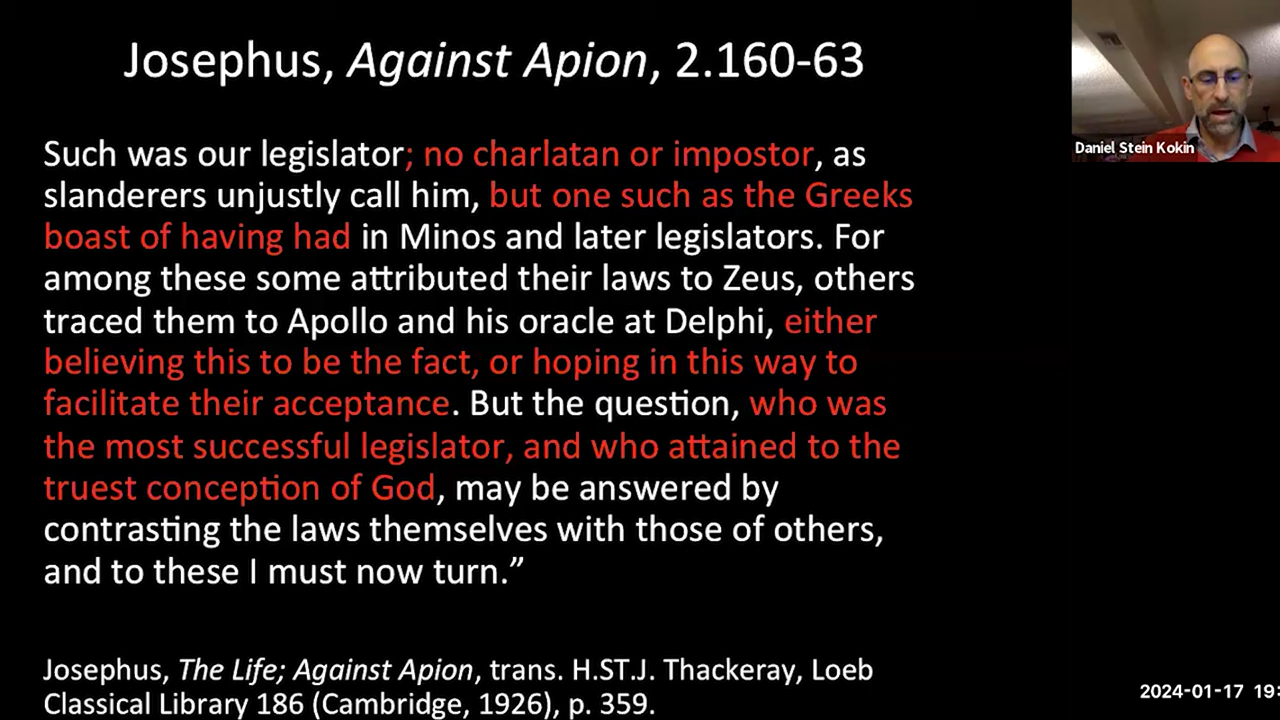 Josephus, Against Apion, 2.160-63
Such was our legislator; no charlatan or impostor, as
slanderers unjustly call him, but one such as the Greeks
boast of having had in Minos and later legislators. For
among these some attributed their laws to Zeus, others
traced them to Apollo and his oracle at Delphi, either
believing this to be the fact, or hoping in this way to
facilitate their acceptance. But the question, who was
the most successful legislator, and who attained to the
truest conception of God, may be answered by
contrasting the laws themselves with those of others,
and to these I must now turn.”
Josephus, The Life; Against Apion, trans. H.ST.J. Thackeray, Loeb
Classical Library 186 (Cambridge, 1926), p. 359.
Daniel Stein Kokin
2024-01-17 19: